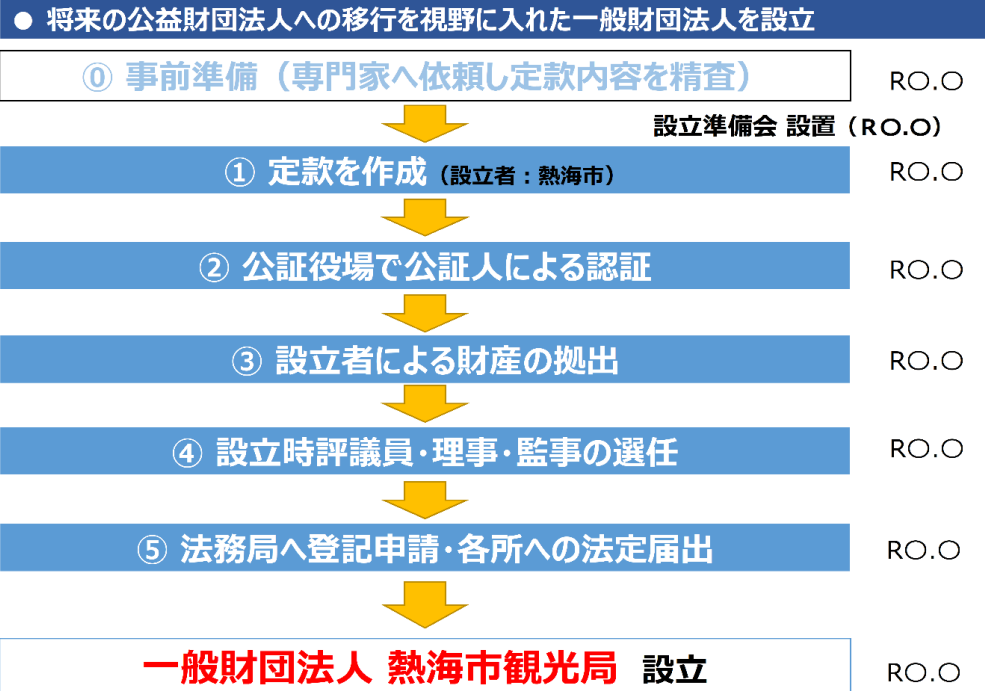 ● 将来の公益財団法人への移行を視野に入れた一般財団法人を設立
⓪ 事前準備（専門家へ依頼し定款内容を精査） RO.O
設立準備会 設置（RO.O）
① 定款を作成（設立者：熱海市） RO.O
② 公証役場で公証人による認証 RO.O
③ 設立者による財産の拠出 RO.O
④ 設立時評議員・理事・監事の選任 RO.O
⑤ 法務局へ登記申請・各所への法定届出 RO.O
一般財団法人 熱海市観光局 設立 RO.O